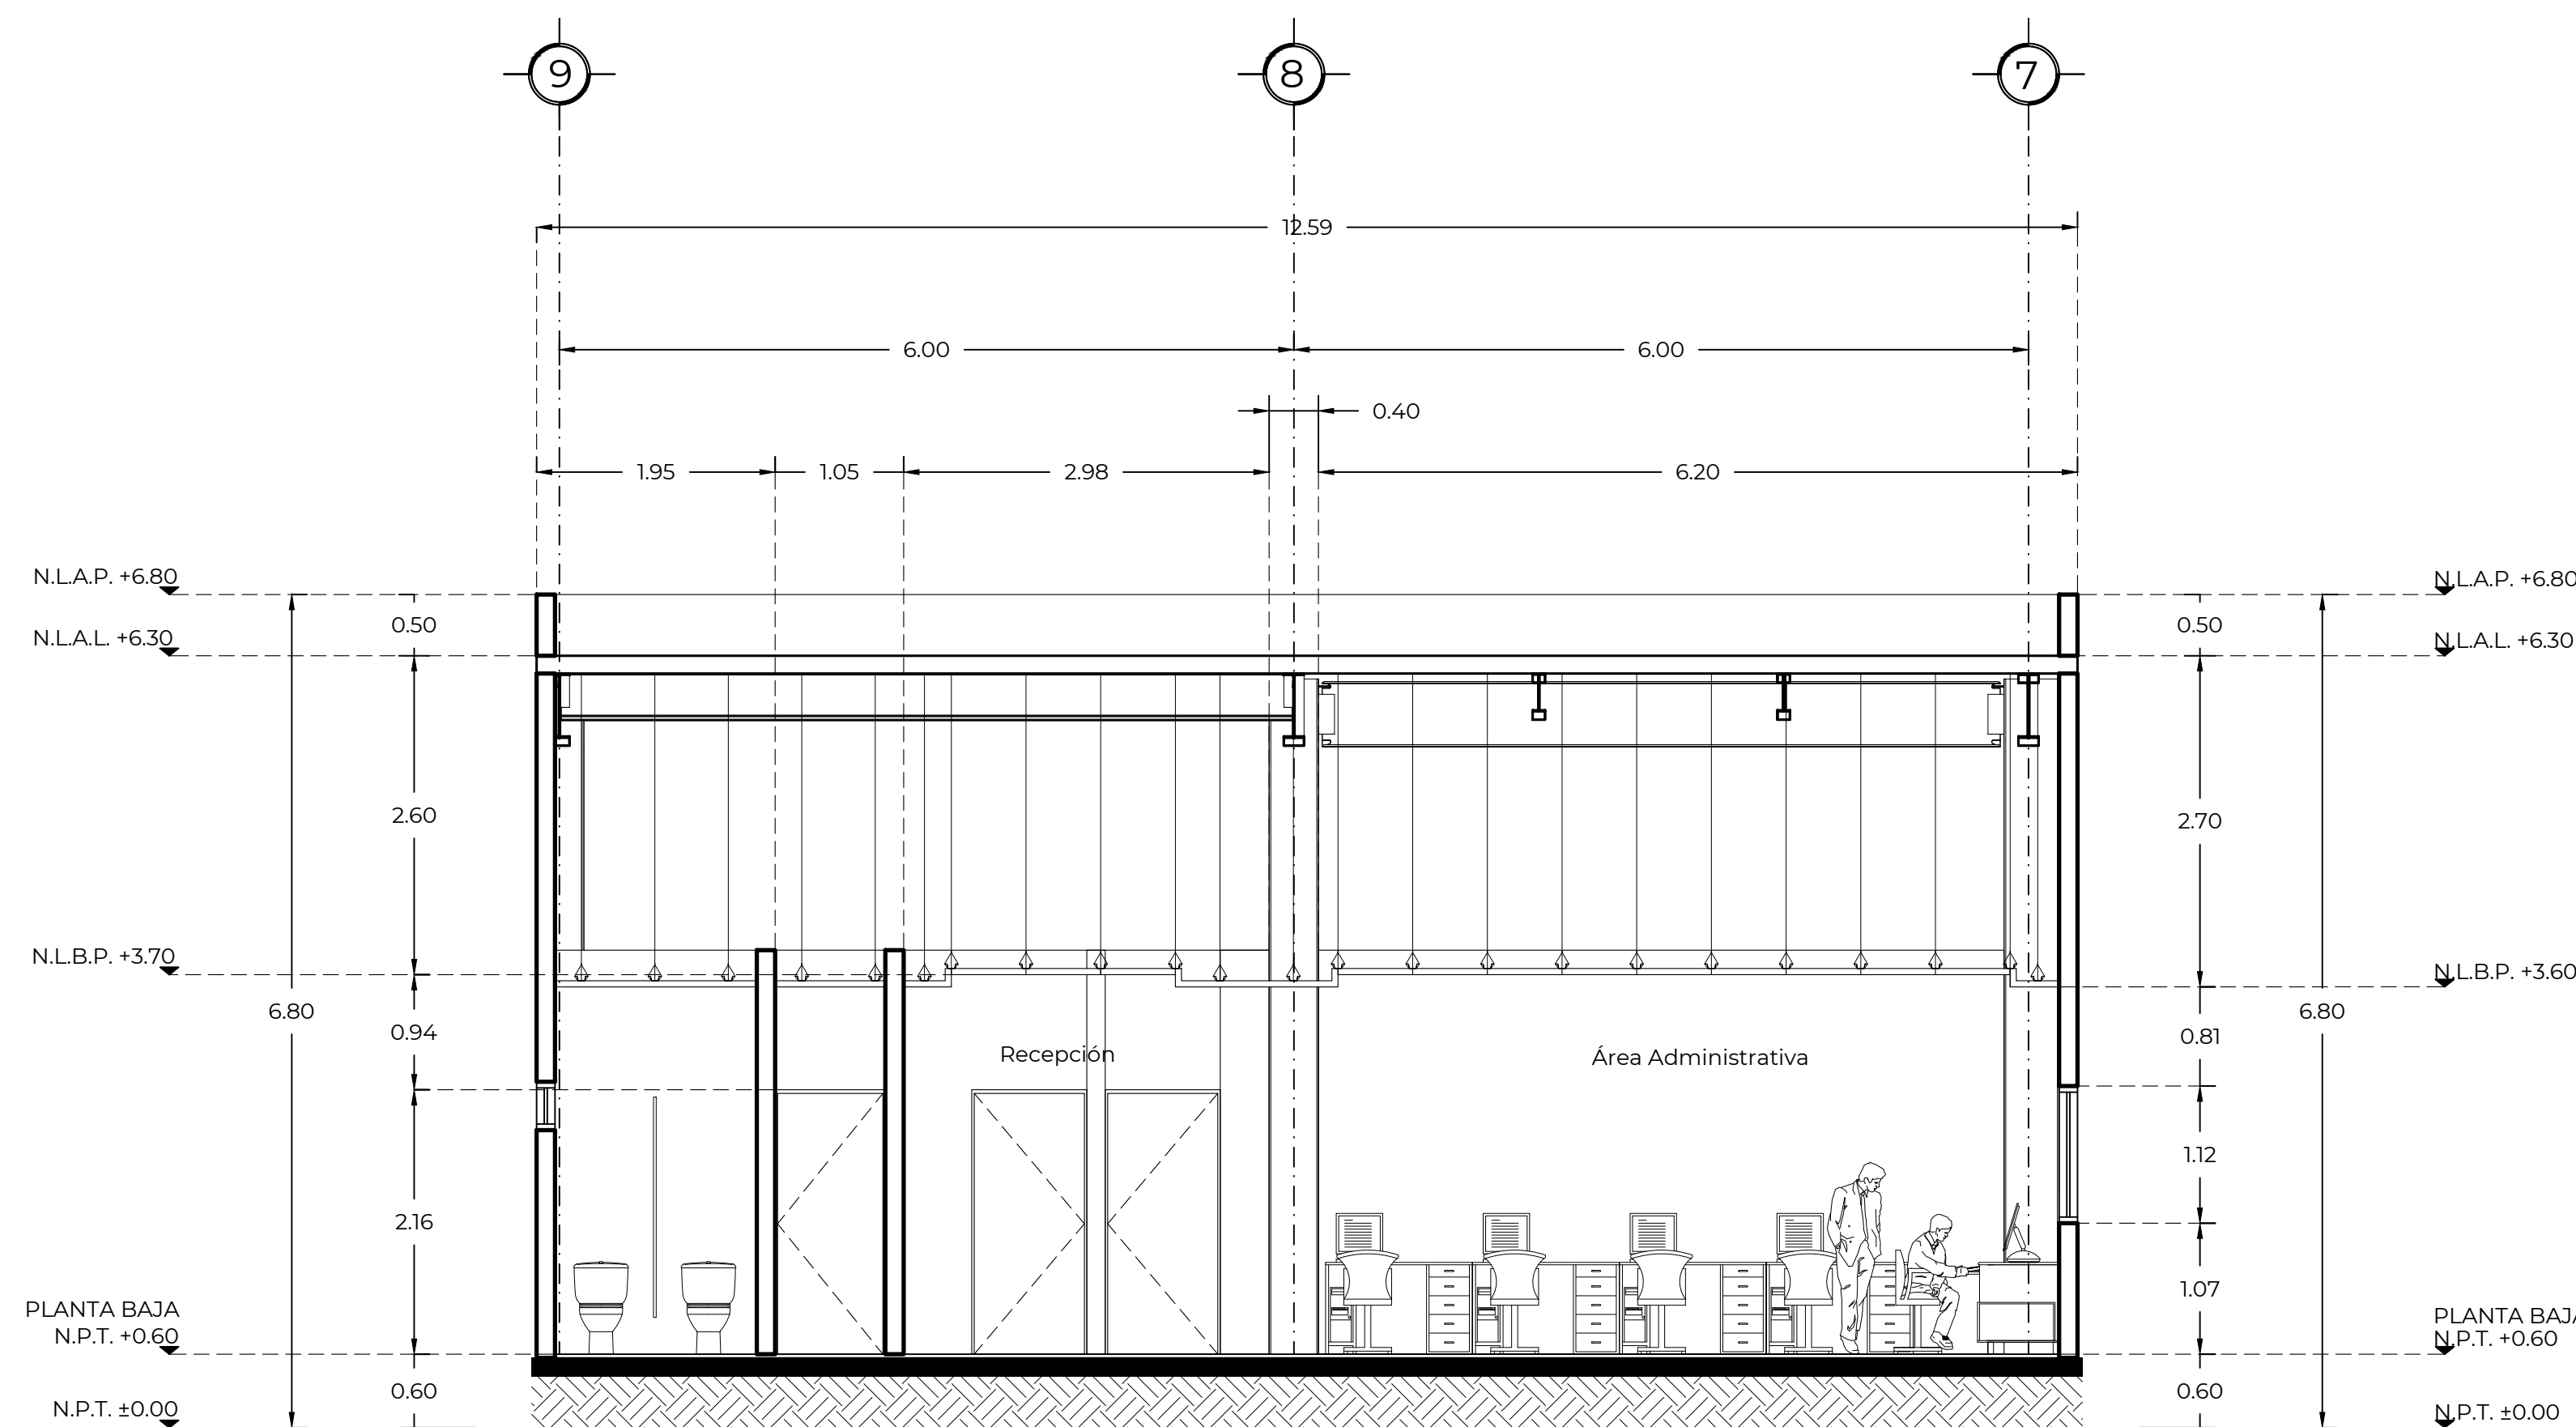 9
8
7
12.59
6.00
6.00
0.40
1.95
1.05
2.98
6.20
N.L.A.P. +6.80
N.L.A.P. +6.80
0.50
0.50
N.L.A.L. +6.30
N.L.A.L. +6.30
2.60
2.70
N.L.B.P. +3.70
N.L.B.P. +3.60
6.80
6.80
0.94
0.81
Recepción
Área Administrativa
1.12
2.16
1.07
PLANTA BAJA
N.P.T. +0.60
PLANTA BAJA
N.P.T. +0.60
0.60
0.60
N.P.T. ±0.00
N.P.T. ±0.00